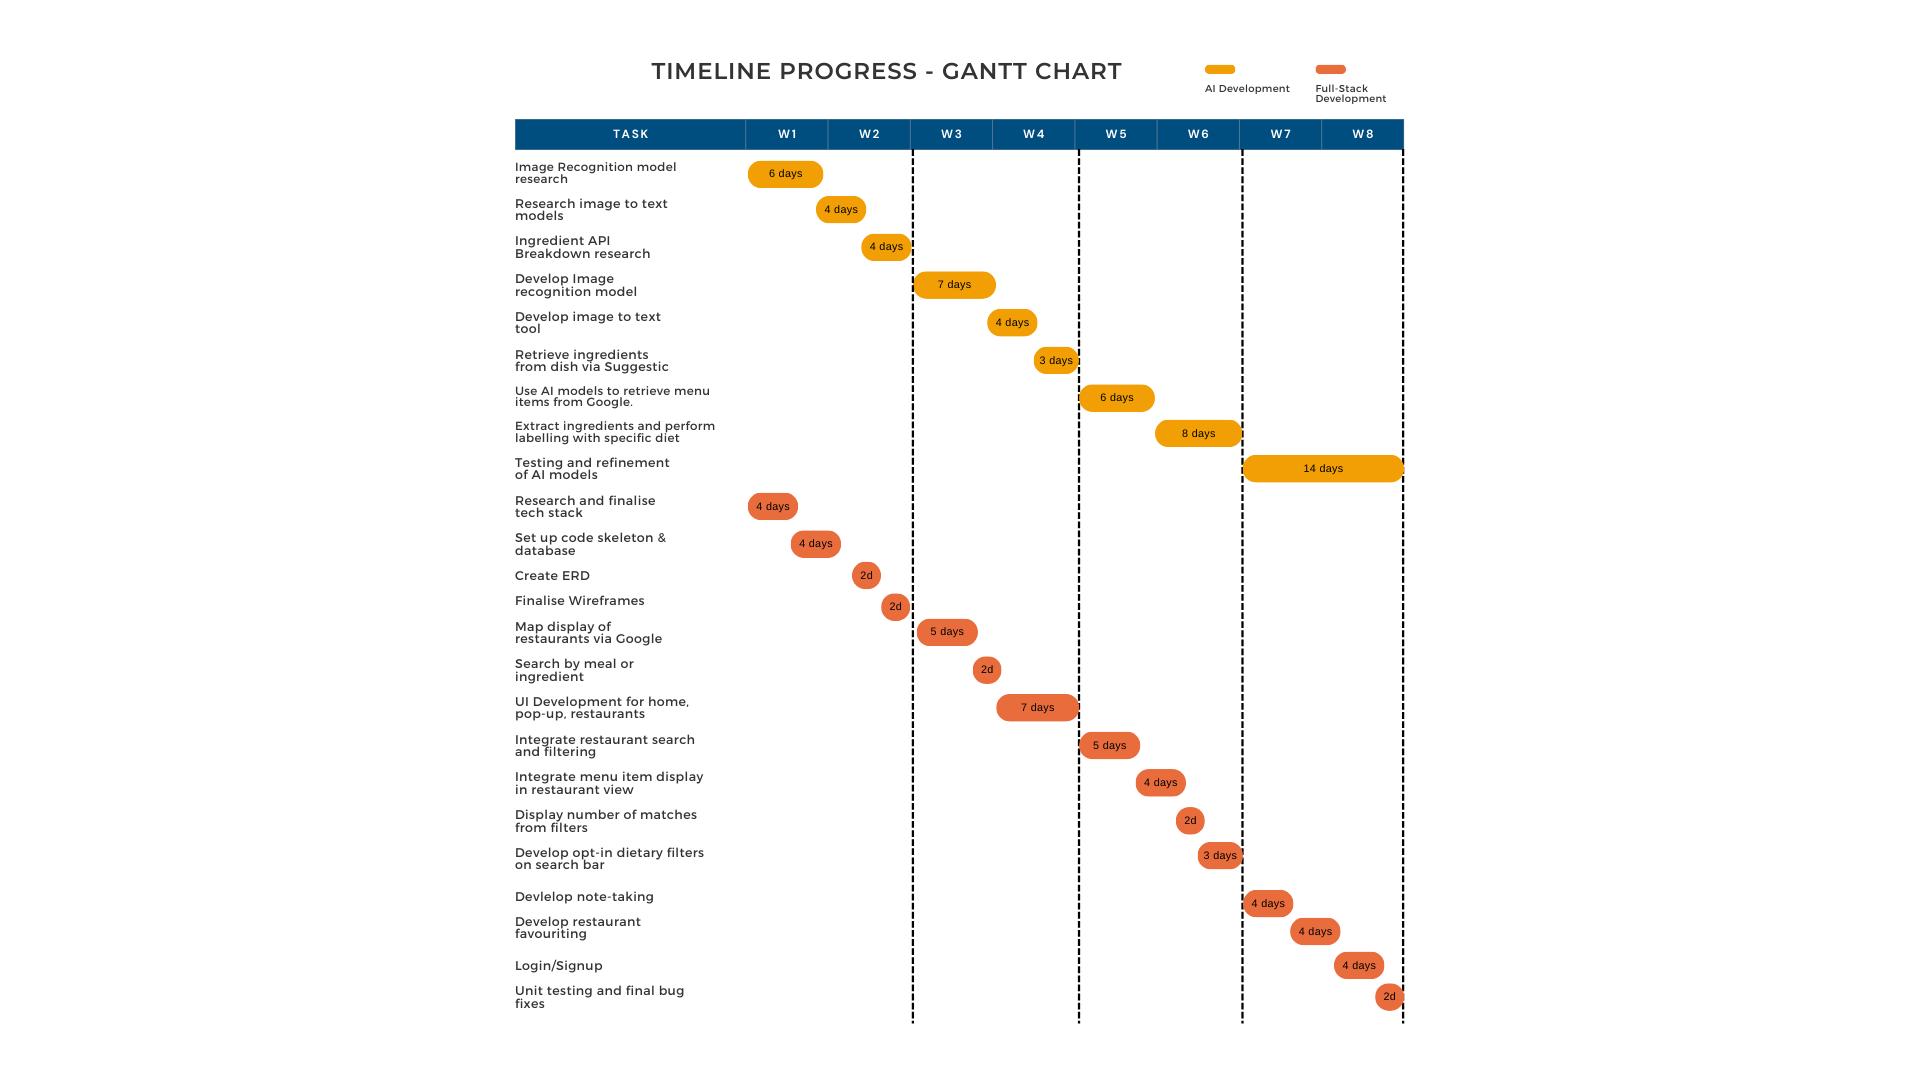 TIMELINE PROGRESS - GANTT CHART
AI Development
Full-Stack
Development
TASK W1 W2 W3 W4 W5 W6 W7 W8
Image Recognition model
research
6 days
Research image to text
models
4 days
Ingredient API
Breakdown research
4 days
Develop Image
recognition model
7 days
Develop image to text
tool
4 days
Retrieve ingredients
from dish via Suggestic
3 days
Use AI models to retrieve menu
items from Google.
6 days
Extract ingredients and perform
labelling with specific diet
8 days
Testing and refinement
of AI models
14 days
Research and finalise
tech stack
4 days
Set up code skeleton &
database
4 days
Create ERD
2d
Finalise Wireframes
2d
Map display of
restaurants via Google
5 days
Search by meal or
ingredient
2d
UI Development for home,
pop-up, restaurants
7 days
Integrate restaurant search
and filtering
5 days
Integrate menu item display
in restaurant view
4 days
Display number of matches
from filters
2d
Develop opt-in dietary filters
on search bar
3 days
Devlelop note-taking
4 days
Develop restaurant
favouriting
4 days
Login/Signup
4 days
Unit testing and final bug
fixes
2d